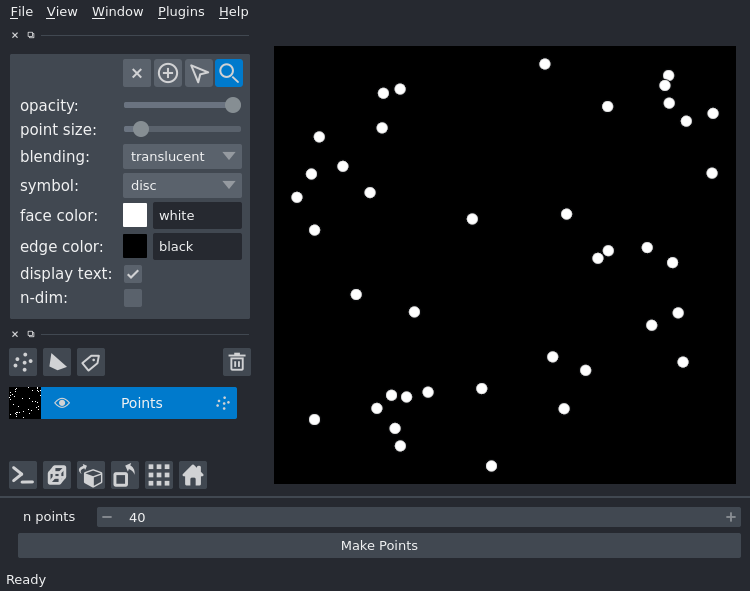 File View Window Plugins Help
opacity:
point size:
blending: translucent
symbol: disc
face color: white
edge color: black
display text:
n-dim:
Points
n points 40
Make Points
Ready